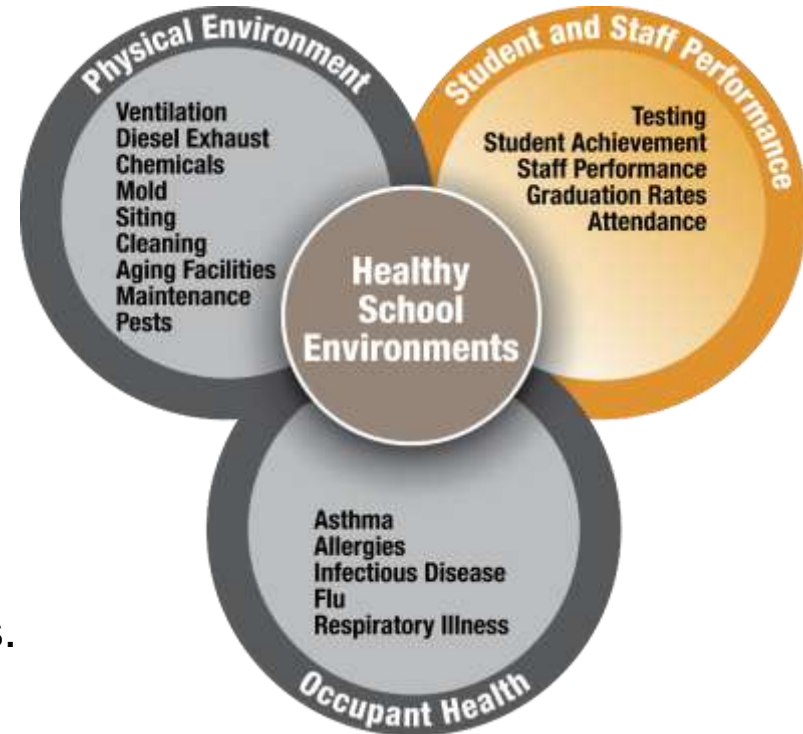 Physical Environment
Ventilation
Diesel Exhaust
Chemicals
Mold
Siting
Cleaning
Aging Facilities
Maintenance
Pests
Student and Staff Performance
Testing
Student Achievement
Staff Performance
Graduation Rates
Attendance
Healthy
School
Environments
Asthma
Allergies
Infectious Disease
Flu
Respiratory Illness
Occupant Health
s.